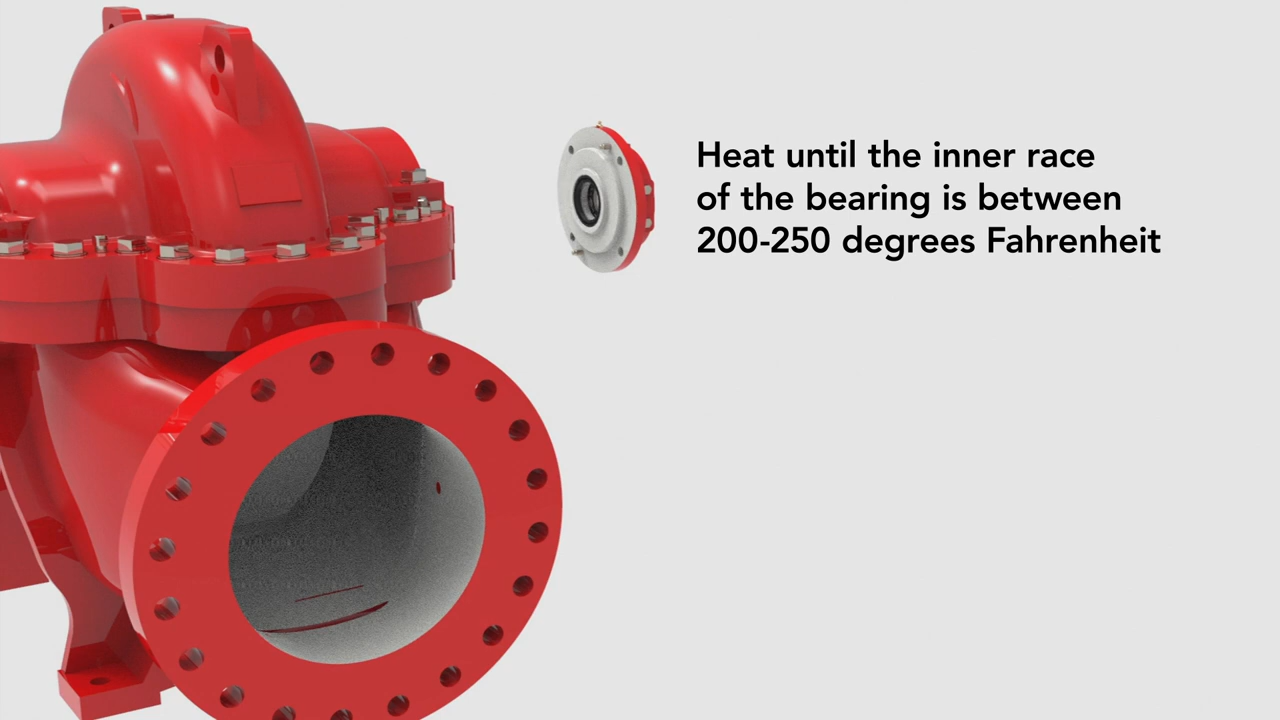 Heat until the inner race
of the bearing is between
200-250 degrees Fahrenheit